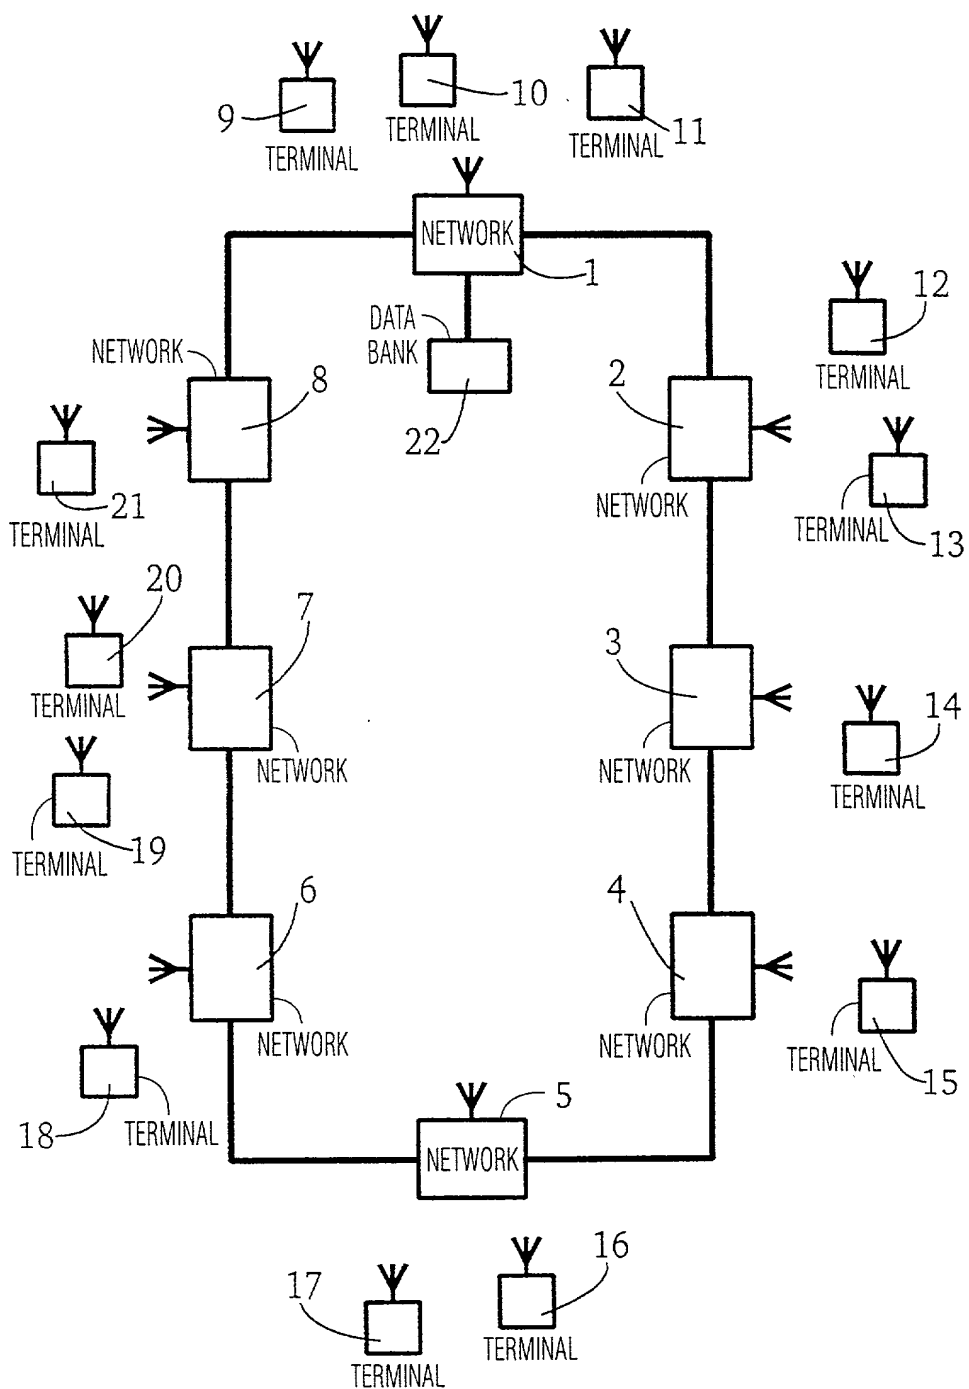 10
9
11
TERMINAL
TERMINAL
TERMINAL
NETWORK
1
12
DATA
BANK
NETWORK
8
2
TERMINAL
22
21
NETWORK
TERMINAL
TERMINAL
13
20
7
3
TERMINAL
14
NETWORK
NETWORK
TERMINAL
19
TERMINAL
6
4
NETWORK
NETWORK
TERMINAL
15
5
18
TERMINAL
NETWORK
16
17
TERMINAL
TERMINAL